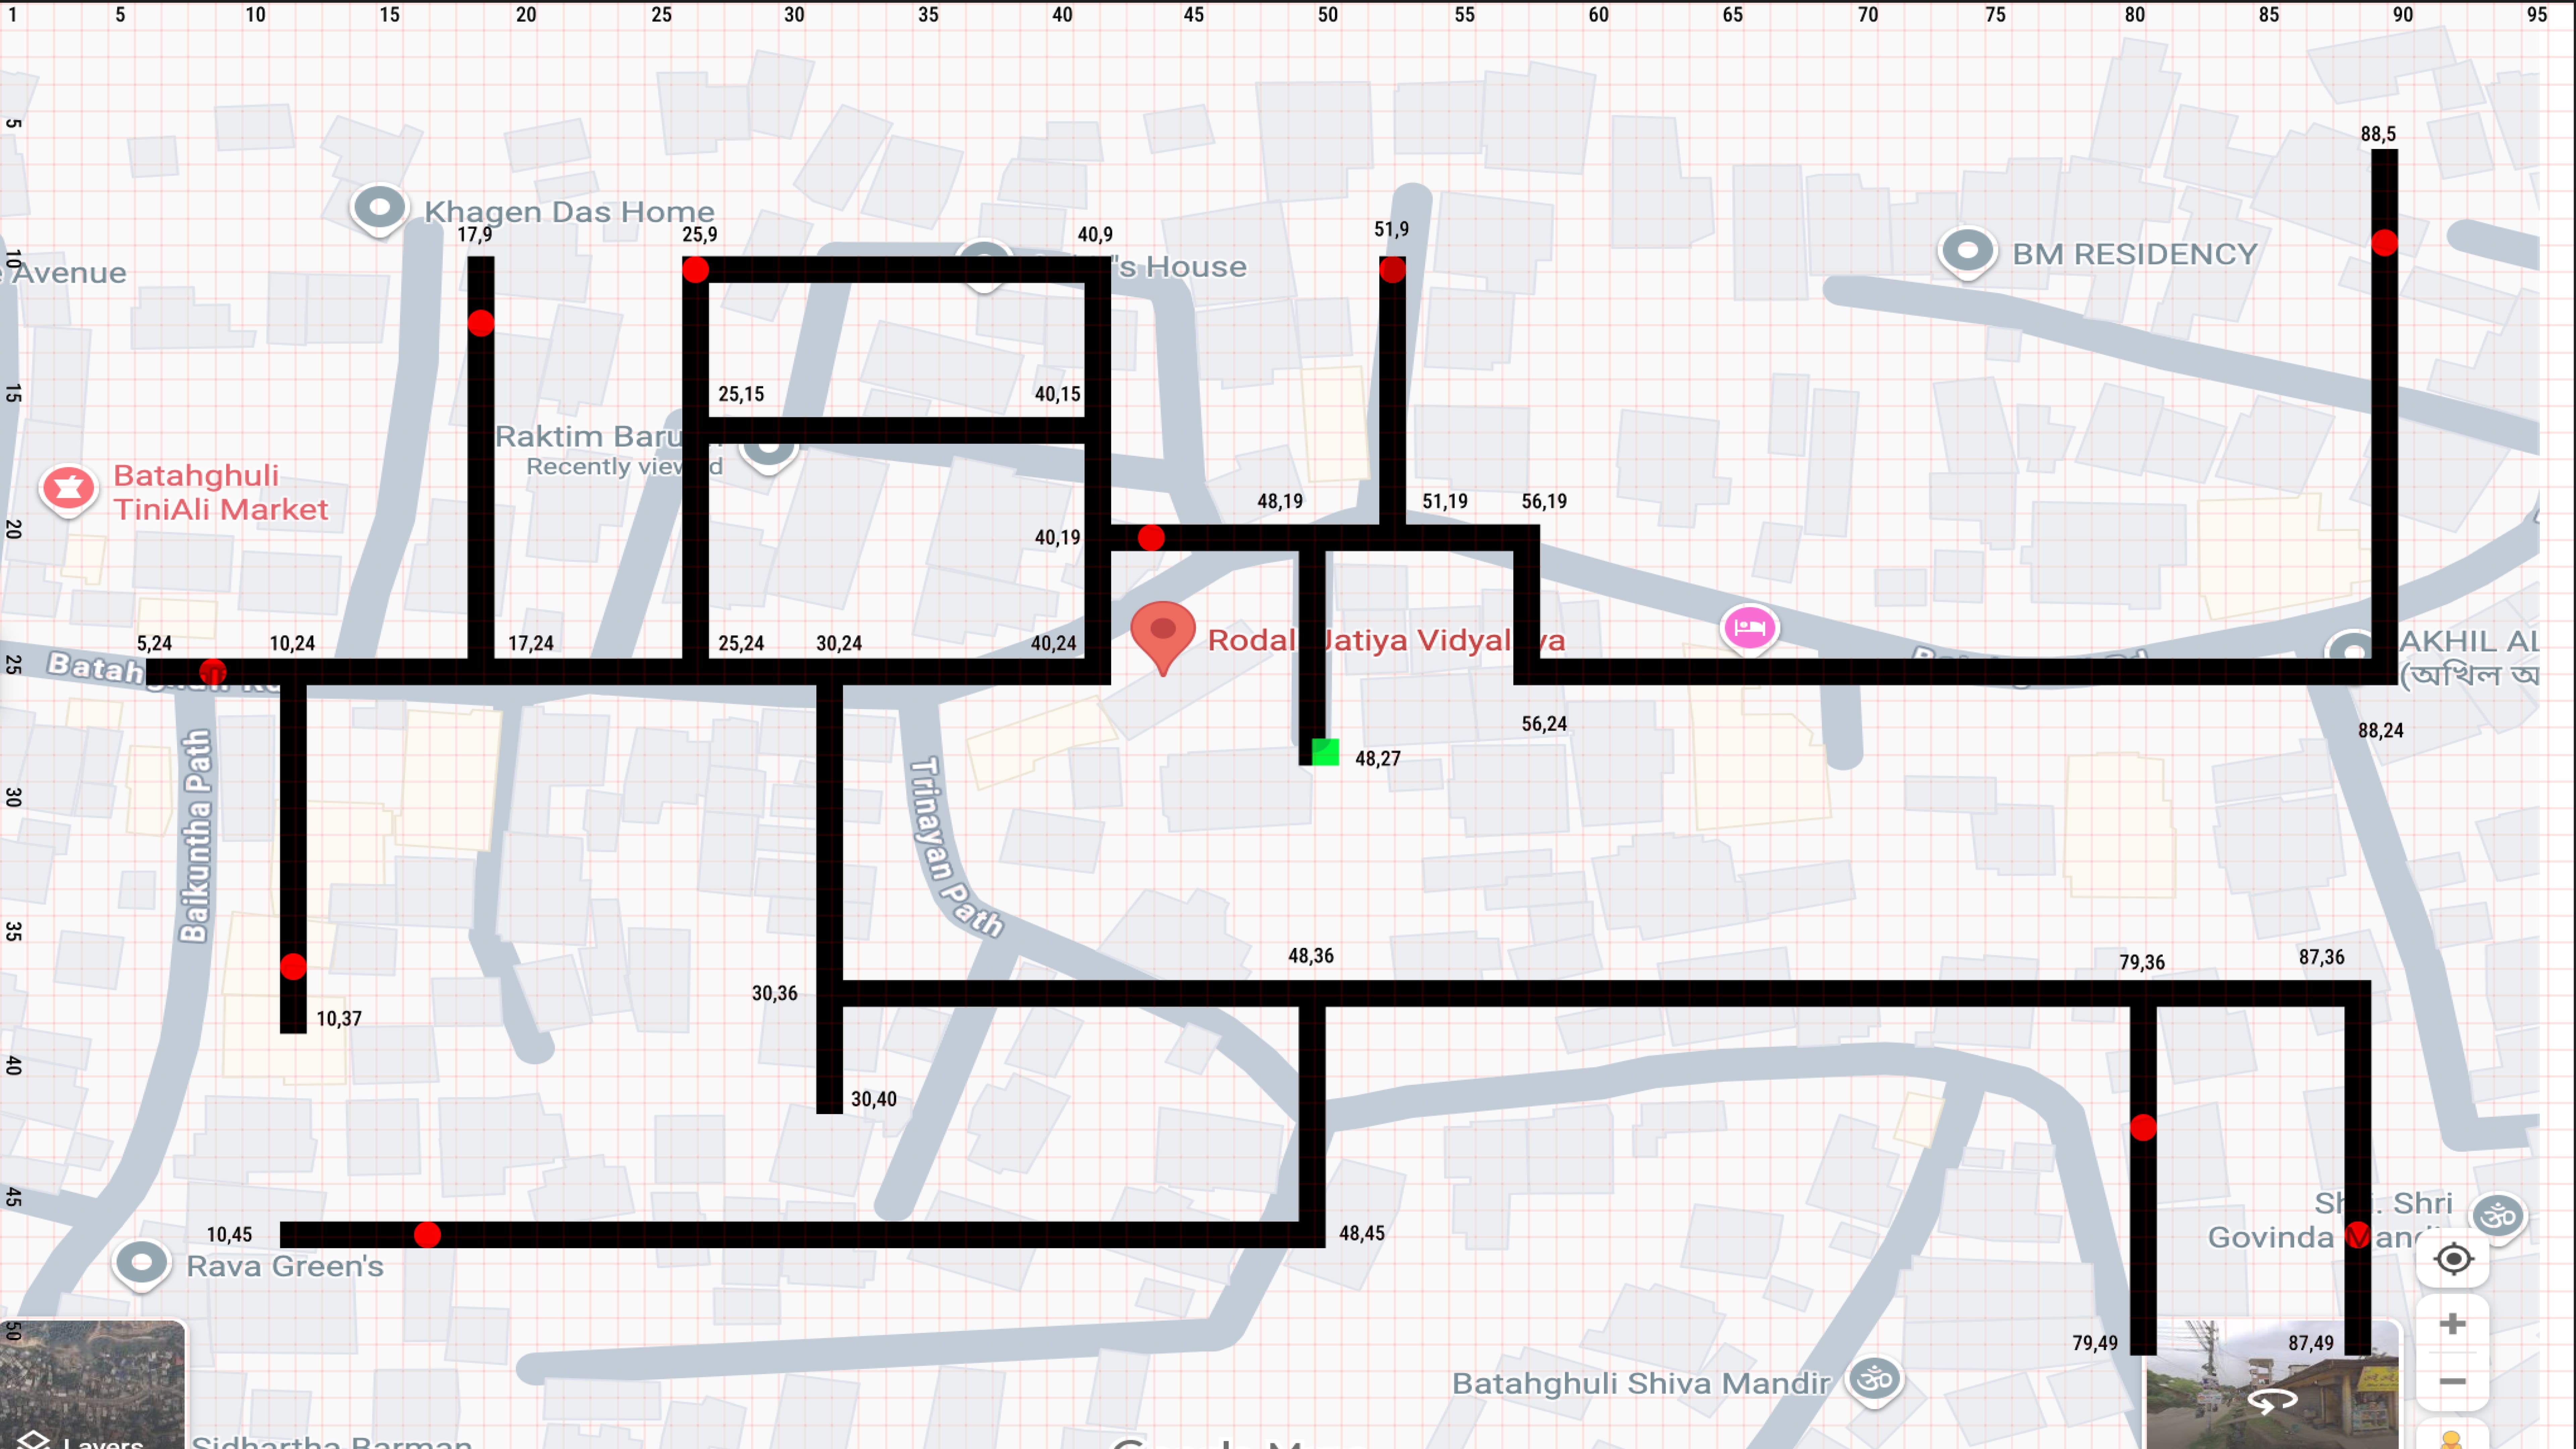 1 5 10 15 20 25 30 35 40 45 50 55 60 65 70 75 80 85 90 95
5
88,5
Khagen Das Home
17,9
25,9
40,9
51,9
10
Avenue
's House
BM RESIDENCY
15
25,15
40,15
Raktim Baru
Recently viewed
Batahghuli
TiniAli Market
20
48,19
51,19
56,19
40,19
5,24
10,24
17,24
25,24
30,24
40,24
Rodali Jatiya Vidyalaya
AKHIL AL
(অখিল অ
25
56,24
88,24
48,27
30
Baikuntha Path
Trinayan Path
35
48,36
79,36
87,36
30,36
10,37
40
30,40
45
10,45
48,45
Shri. Shri
Govinda Mandi
Rava Green's
50
79,49
87,49
Batahghuli Shiva Mandir
Layers
Sidhartha Barman